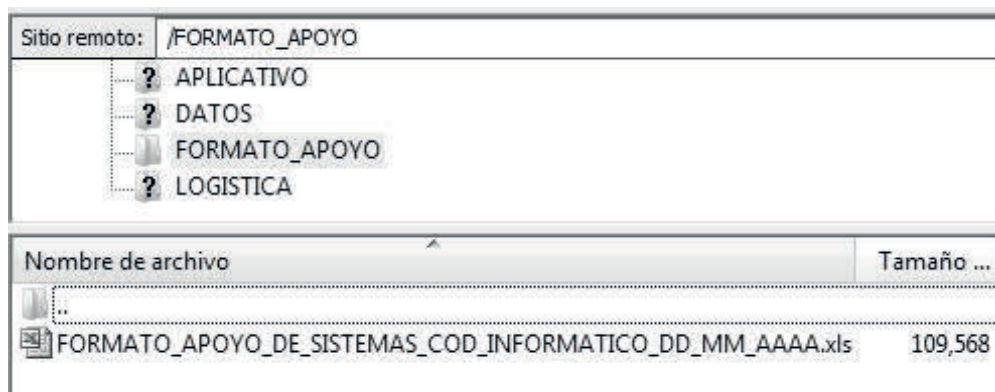 Sitio remoto: /FORMATO_APOYO
? APLICATIVO
? DATOS
FORMATO_APOYO
? LOGISTICA
Nombre de archivo Tamaño ...
..
FORMATO_APOYO_DE_SISTEMAS_COD_INFORMATICO_DD_MM_AAAA.xls 109,568